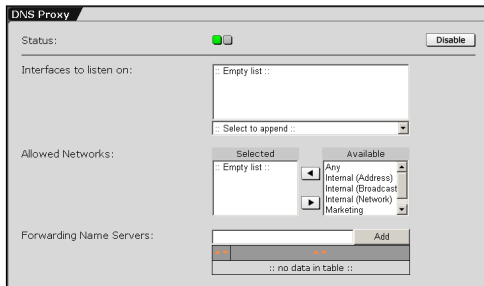 DNS Proxy
Status:
Disable
Interfaces to listen on:
:: Empty list ::
:: Select to append ::
Allowed Networks:
Selected
Available
:: Empty list ::
Any
Internal (Address)
Internal (Broadcast
Internal (Network)
Marketing
Forwarding Name Servers:
Add
:: no data in table ::